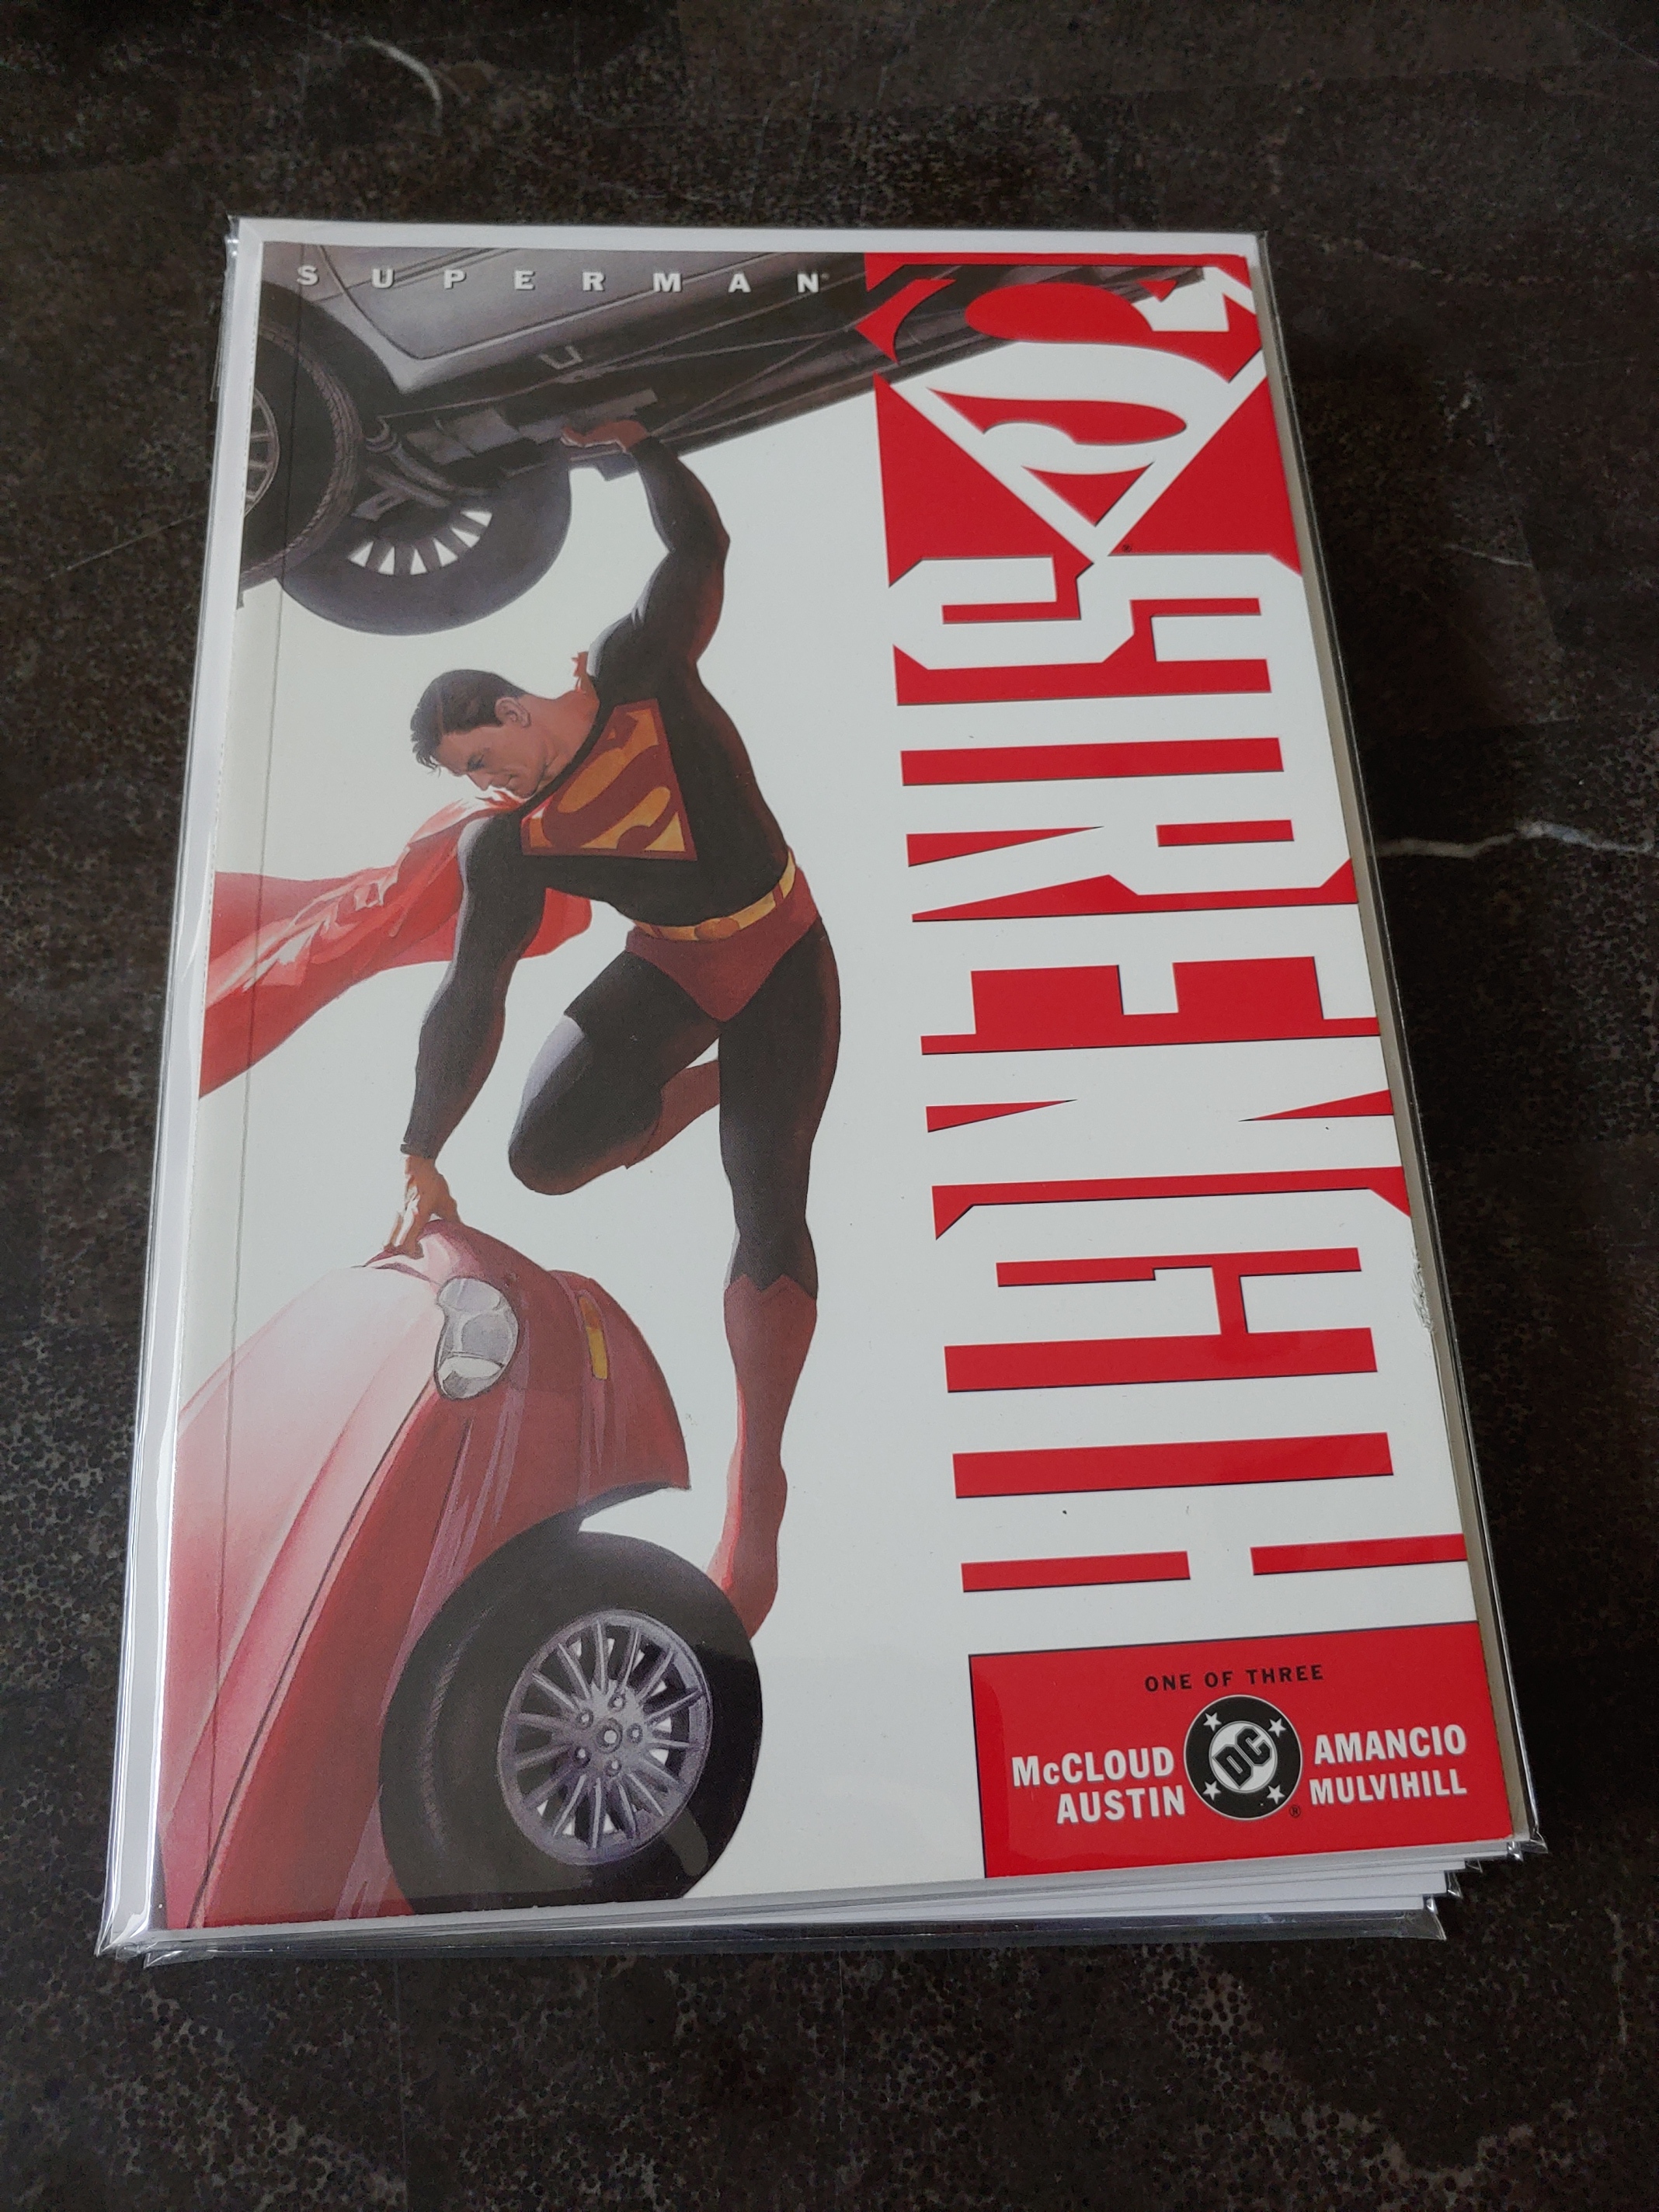 SUPERMAN
STRENGTH
ONE OF THREE
McCLOUD
AUSTIN
DC
AMANCIO
MULVIHILL